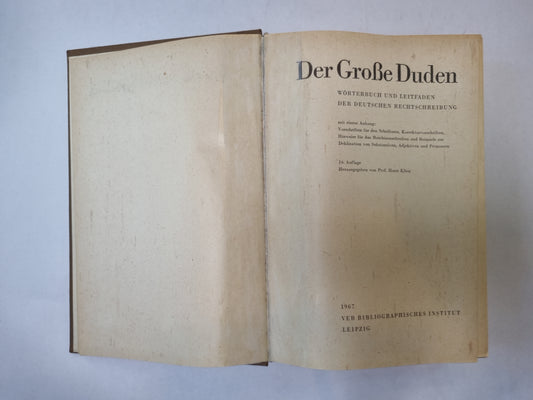 Der Große Duden
WÖRTERBUCH UND LEITFADEN
DER DEUTSCHEN RECHTSCHREIBUNG
mit einem Anhang:
Vorschriften für den Schriftsatz, Korrekturvorschriften,
Hinweise für das Maschinenschreiben und Beispiele zur
Deklination von Substantiven, Adjektiven und Pronomen
16. Auflage
Herausgegeben von Prof. Horst Klien
1967
VEB BIBLIOGRAPHISCHES INSTITUT
LEIPZIG